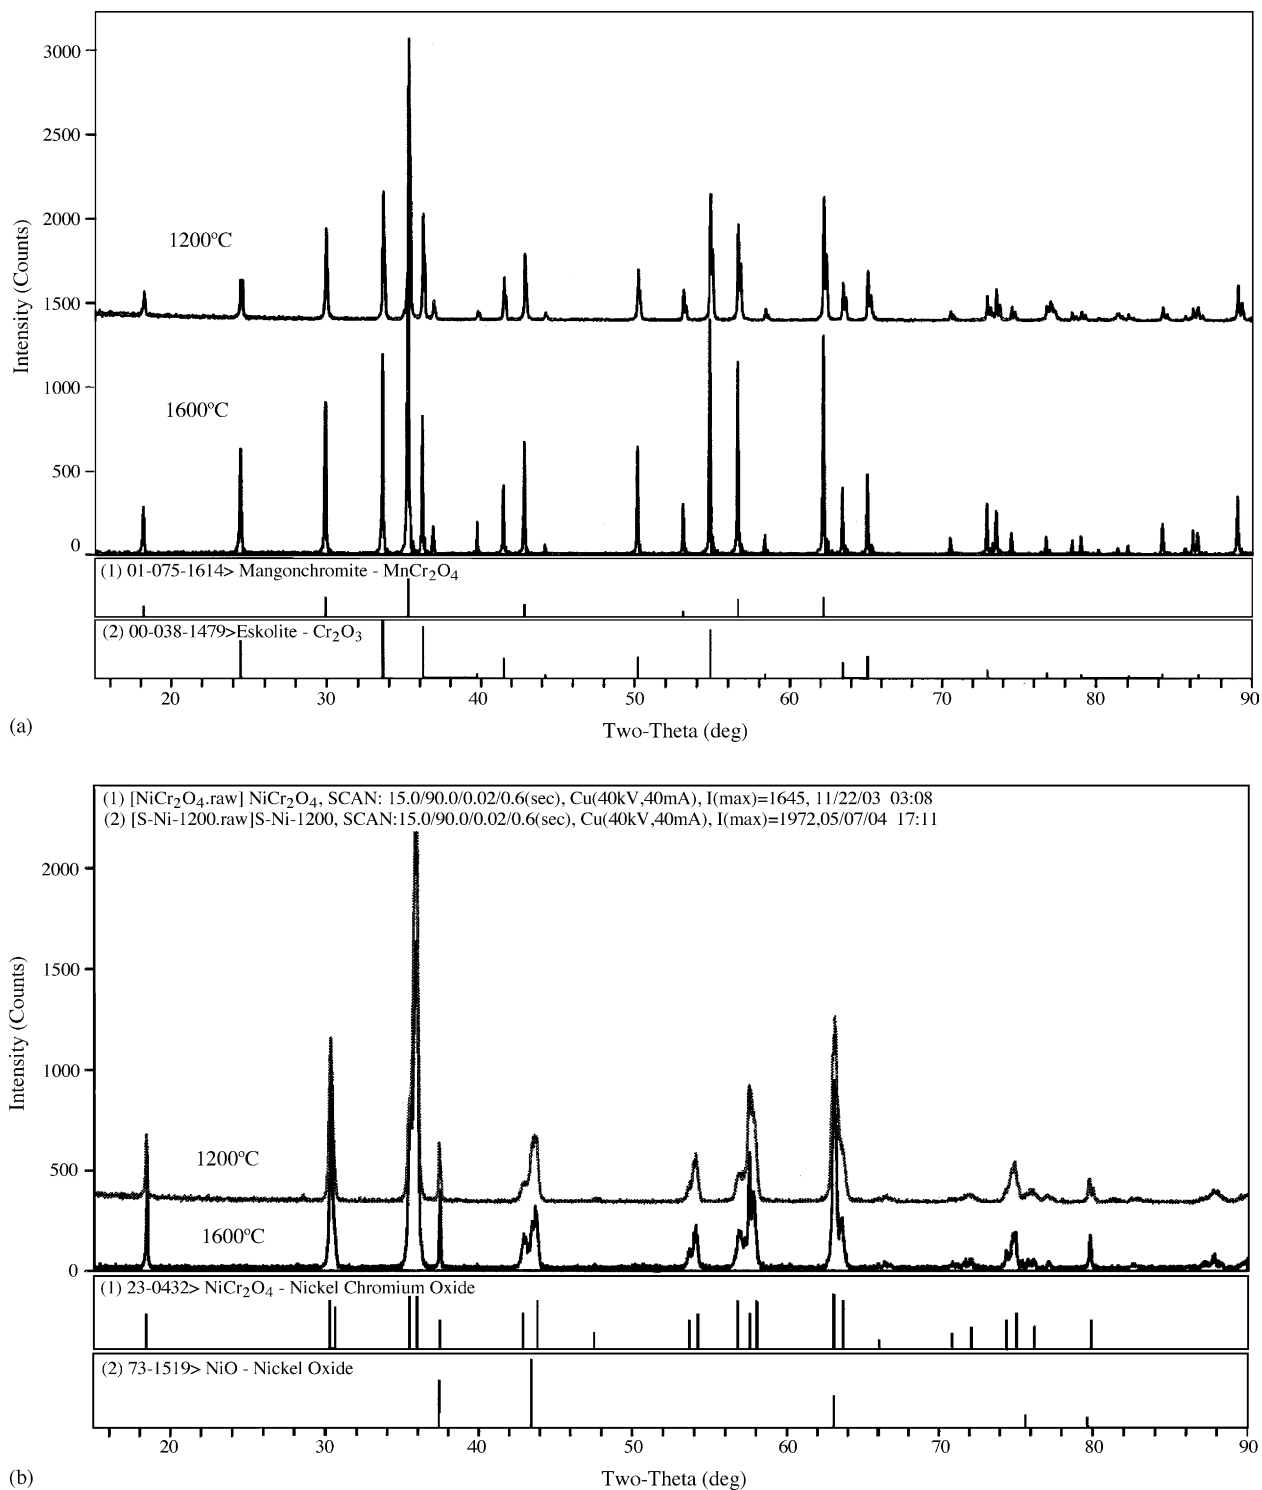 3000
2500
2000
1500
1000
500
0
Intensity (Counts)
1200°C
1600°C
(1) 01-075-1614> Mangonchromite - MnCr₂O₄
(2) 00-038-1479>Eskolite - Cr₂O₃
20 30 40 50 60 70 80 90
Two-Theta (deg)
(a)
(1) [NiCr₂O₄.raw] NiCr₂O₄, SCAN: 15.0/90.0/0.02/0.6(sec), Cu(40kV,40mA), I(max)=1645, 11/22/03 03:08
(2) [S-Ni-1200.raw]S-Ni-1200, SCAN:15.0/90.0/0.02/0.6(sec), Cu(40kV,40mA), I(max)=1972,05/07/04 17:11
2000
1500
1000
500
0
Intensity (Counts)
1200°C
1600°C
(1) 23-0432> NiCr₂O₄ - Nickel Chromium Oxide
(2) 73-1519> NiO - Nickel Oxide
20 30 40 50 60 70 80 90
Two-Theta (deg)
(b)